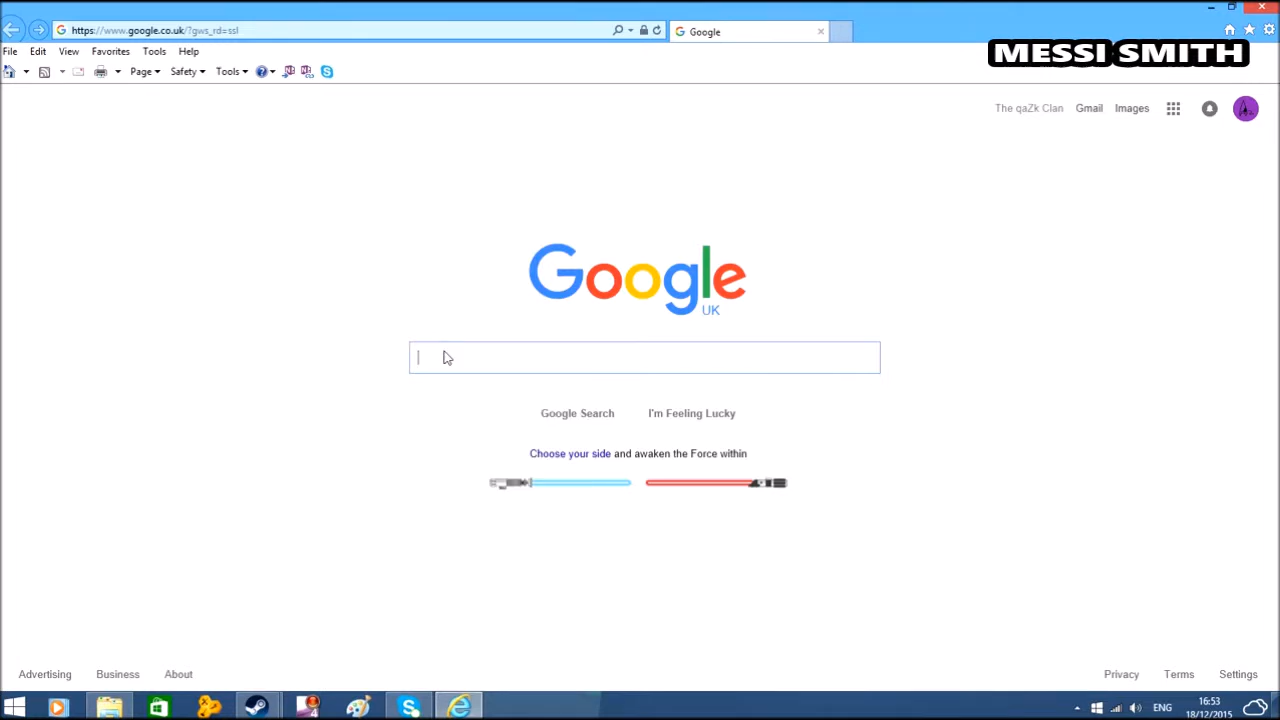 https://www.google.co.uk/?gws_rd=ssl
Google
File Edit View Favorites Tools Help
MESSI SMITH
Page Safety Tools
The qaZk Clan Gmail Images
Google
UK
Google Search I'm Feeling Lucky
Choose your side and awaken the Force within
Advertising Business About
Privacy Terms Settings
ENG
16:53
18/12/2015